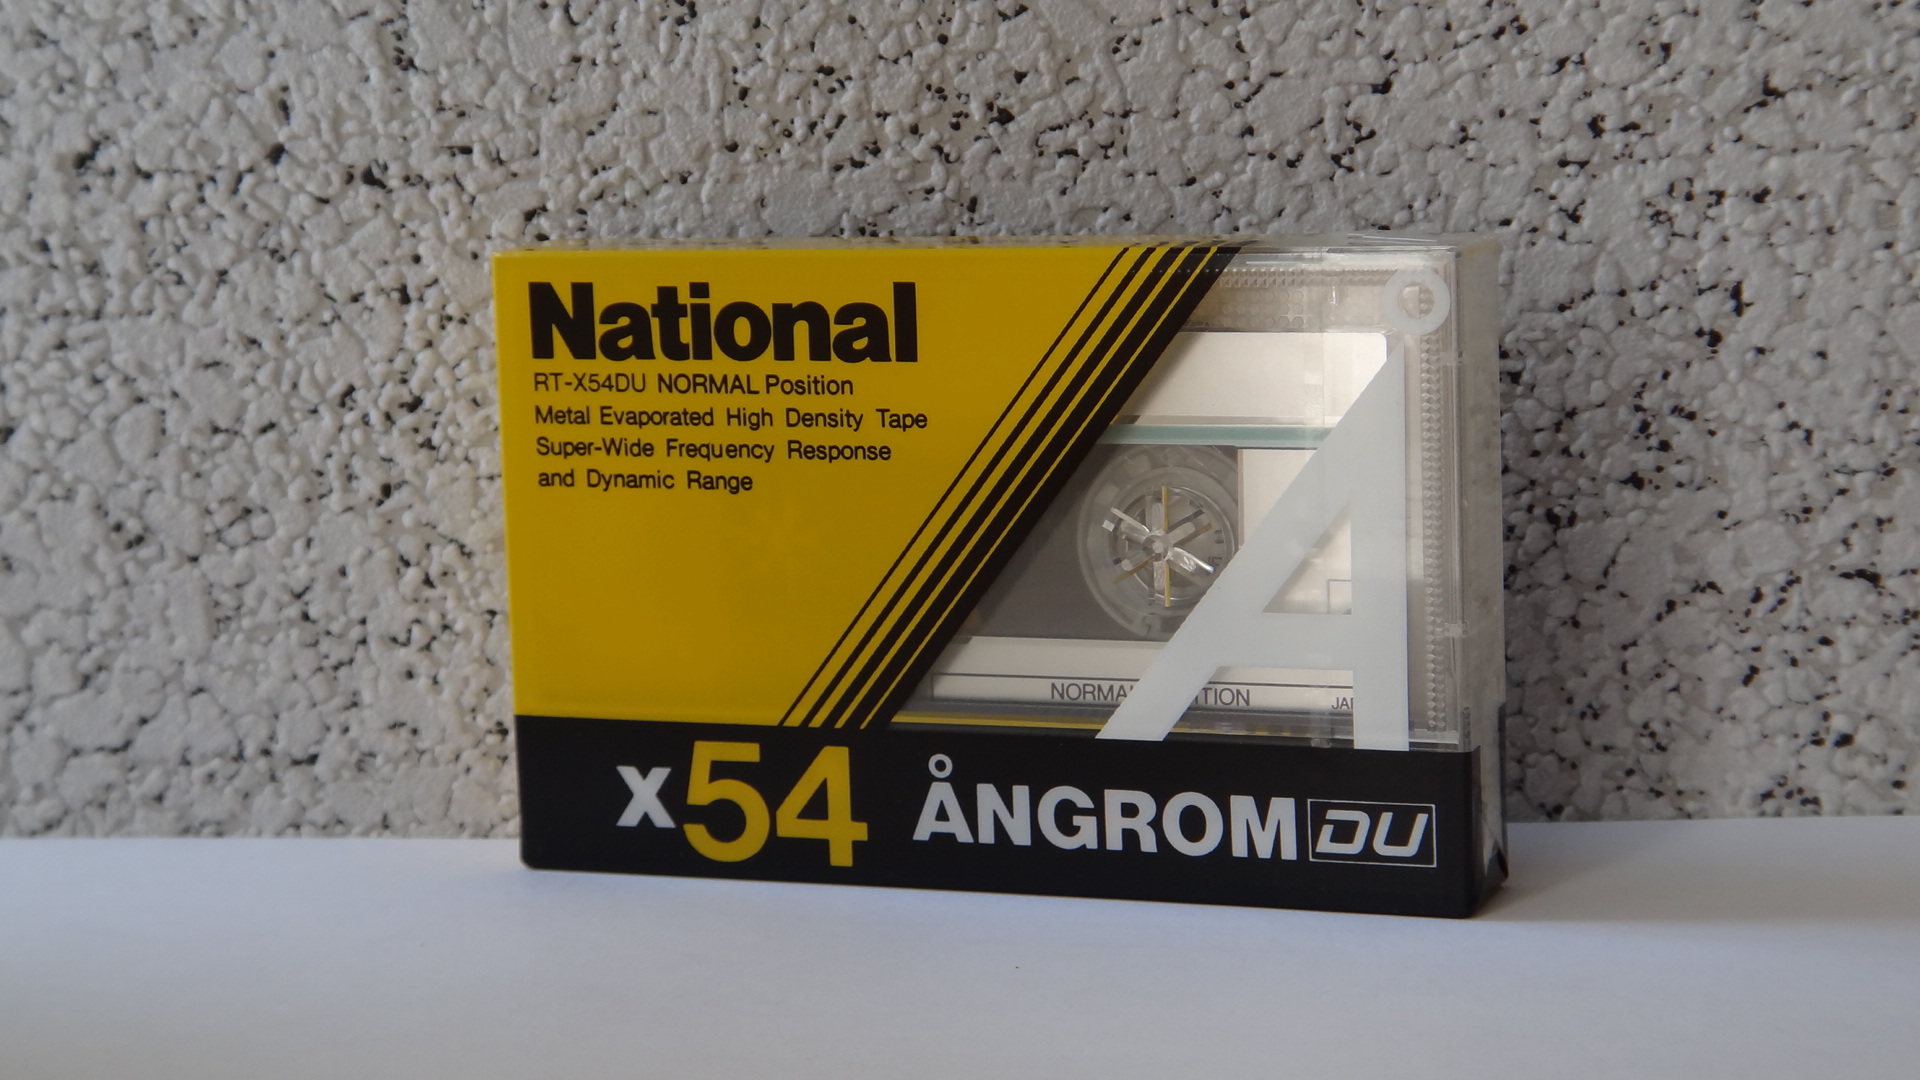 National
RT-X54DU NORMAL Position
Metal Evaporated High Density Tape
Super-Wide Frequency Response
and Dynamic Range
Å
NORMAL
x54 ÅNGROM DU